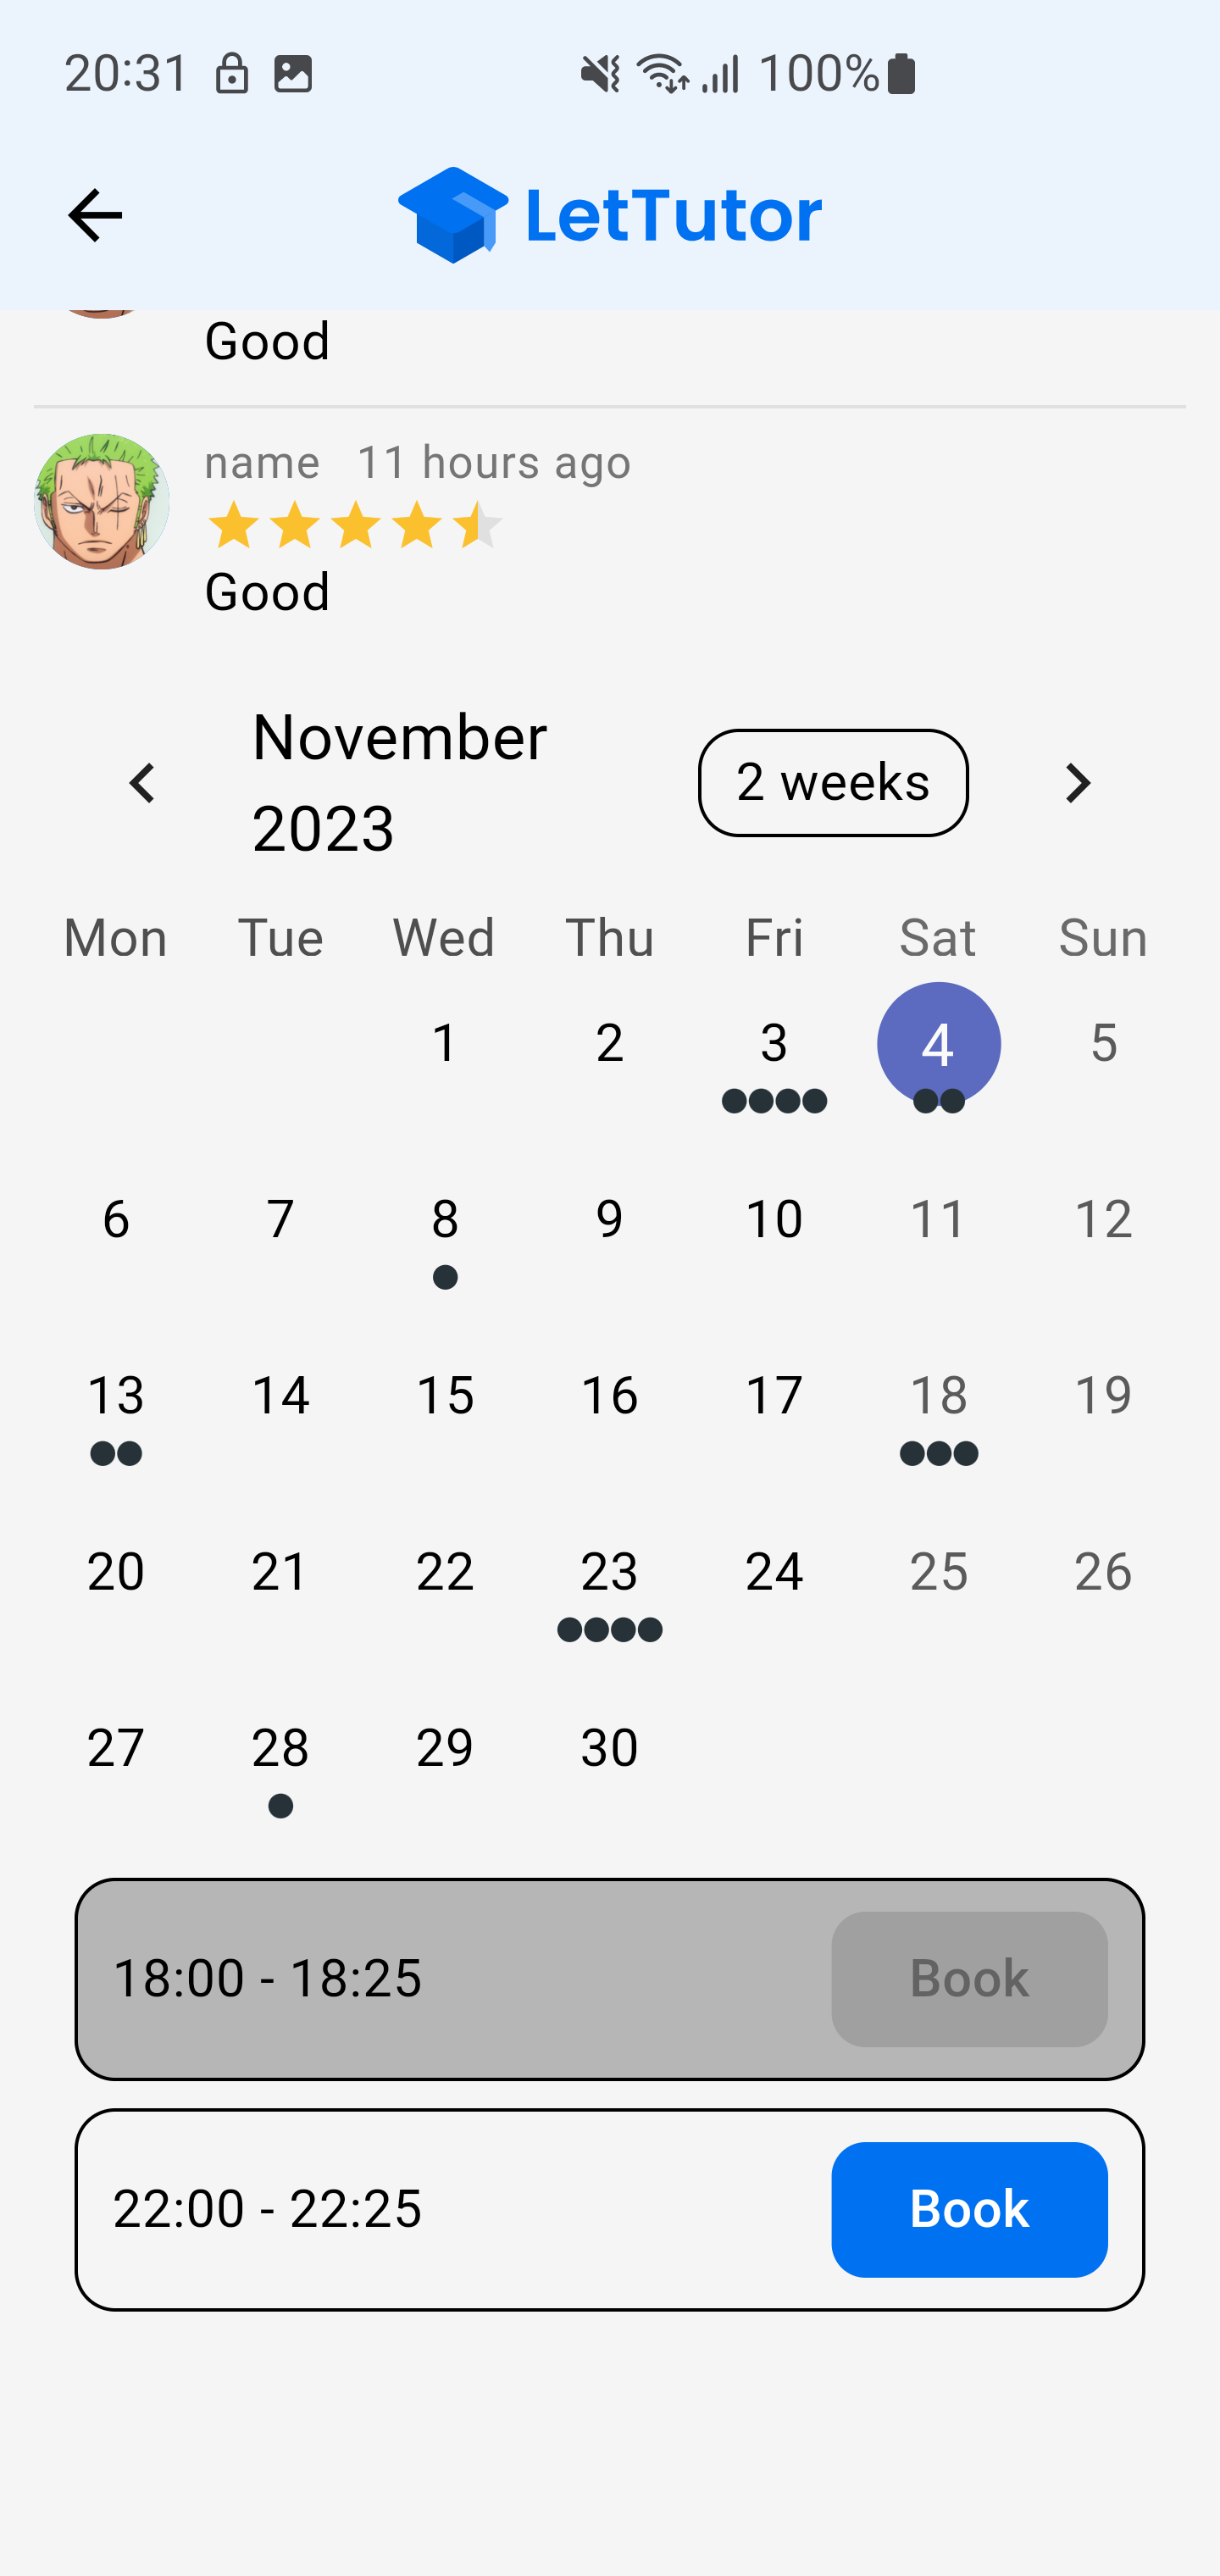 20:31 100%
LetTutor
Good
name 11 hours ago
Good
November
2023
2 weeks
Mon Tue Wed Thu Fri Sat Sun
1 2 3 4 5
6 7 8 9 10 11 12
13 14 15 16 17 18 19
20 21 22 23 24 25 26
27 28 29 30
18:00 - 18:25 Book
22:00 - 22:25 Book